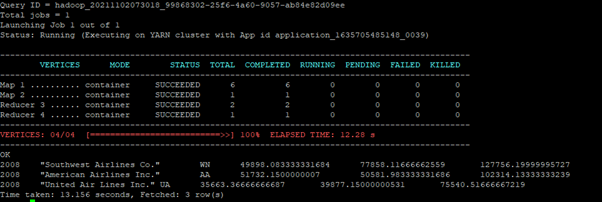 Query ID = hadoop_20211102073018_99868302-25f6-4a60-9057-ab84e82d09ee
Total jobs = 1
Launching Job 1 out of 1
Status: Running (Executing on YARN cluster with App id application_1635705485148_0039)
----------------------------------------------------------------------------------------------
VERTICES MODE STATUS TOTAL COMPLETED RUNNING PENDING FAILED KILLED
----------------------------------------------------------------------------------------------
Map 1 .......... container SUCCEEDED 6 6 0 0 0 0
Map 2 .......... container SUCCEEDED 1 1 0 0 0 0
Reducer 3 ...... container SUCCEEDED 2 2 0 0 0 0
Reducer 4 ...... container SUCCEEDED 1 1 0 0 0 0
----------------------------------------------------------------------------------------------
VERTICES: 04/04 [==========================>>] 100% ELAPSED TIME: 12.28 s
----------------------------------------------------------------------------------------------
OK
2008 "Southwest Airlines Co." WN 49898.083333331684 77858.11666662559 127756.19999995727
2008 "American Airlines Inc." AA 51732.1500000007 50581.983333331686 102314.13333333239
2008 "United Air Lines Inc." UA 35663.36666666687 39877.1500000531 75540.51666667219
Time taken: 13.156 seconds, Fetched: 3 row(s)